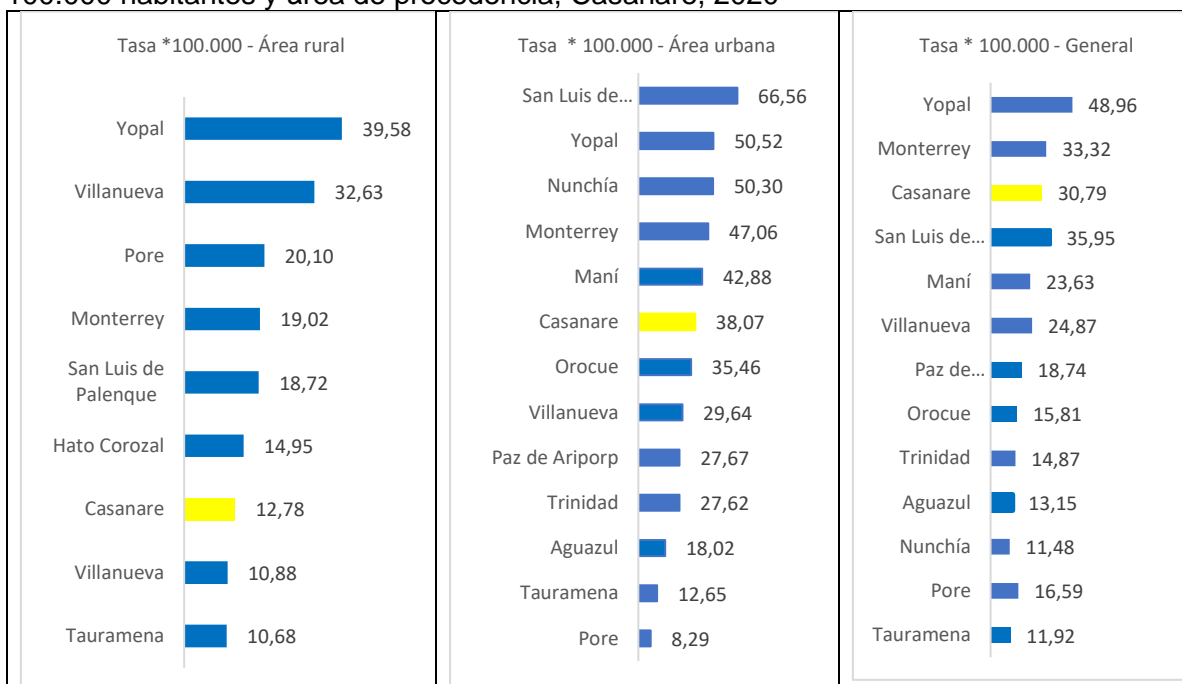 100.000 habitantes y área de procedencia, Casanare, 2020
Tasa *100.000 - Área rural
Yopal 39,58
Villanueva 32,63
Pore 20,10
Monterrey 19,02
San Luis de
Palenque 18,72
Hato Corozal 14,95
Casanare 12,78
Villanueva 10,88
Tauramena 10,68
Tasa * 100.000 - Área urbana
San Luis de... 66,56
Yopal 50,52
Nunchía 50,30
Monterrey 47,06
Maní 42,88
Casanare 38,07
Orocue 35,46
Villanueva 29,64
Paz de Ariporp 27,67
Trinidad 27,62
Aguazul 18,02
Tauramena 12,65
Pore 8,29
Tasa * 100.000 - General
Yopal 48,96
Monterrey 33,32
Casanare 30,79
San Luis de... 35,95
Maní 23,63
Villanueva 24,87
Paz de... 18,74
Orocue 15,81
Trinidad 14,87
Aguazul 13,15
Nunchía 11,48
Pore 16,59
Tauramena 11,92